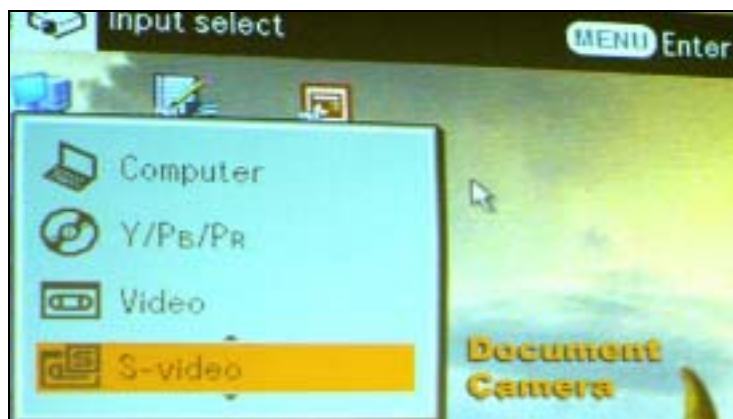 Input select
MENU Enter
Computer
Y/PB/PR
Video
S-video
Document
Camera